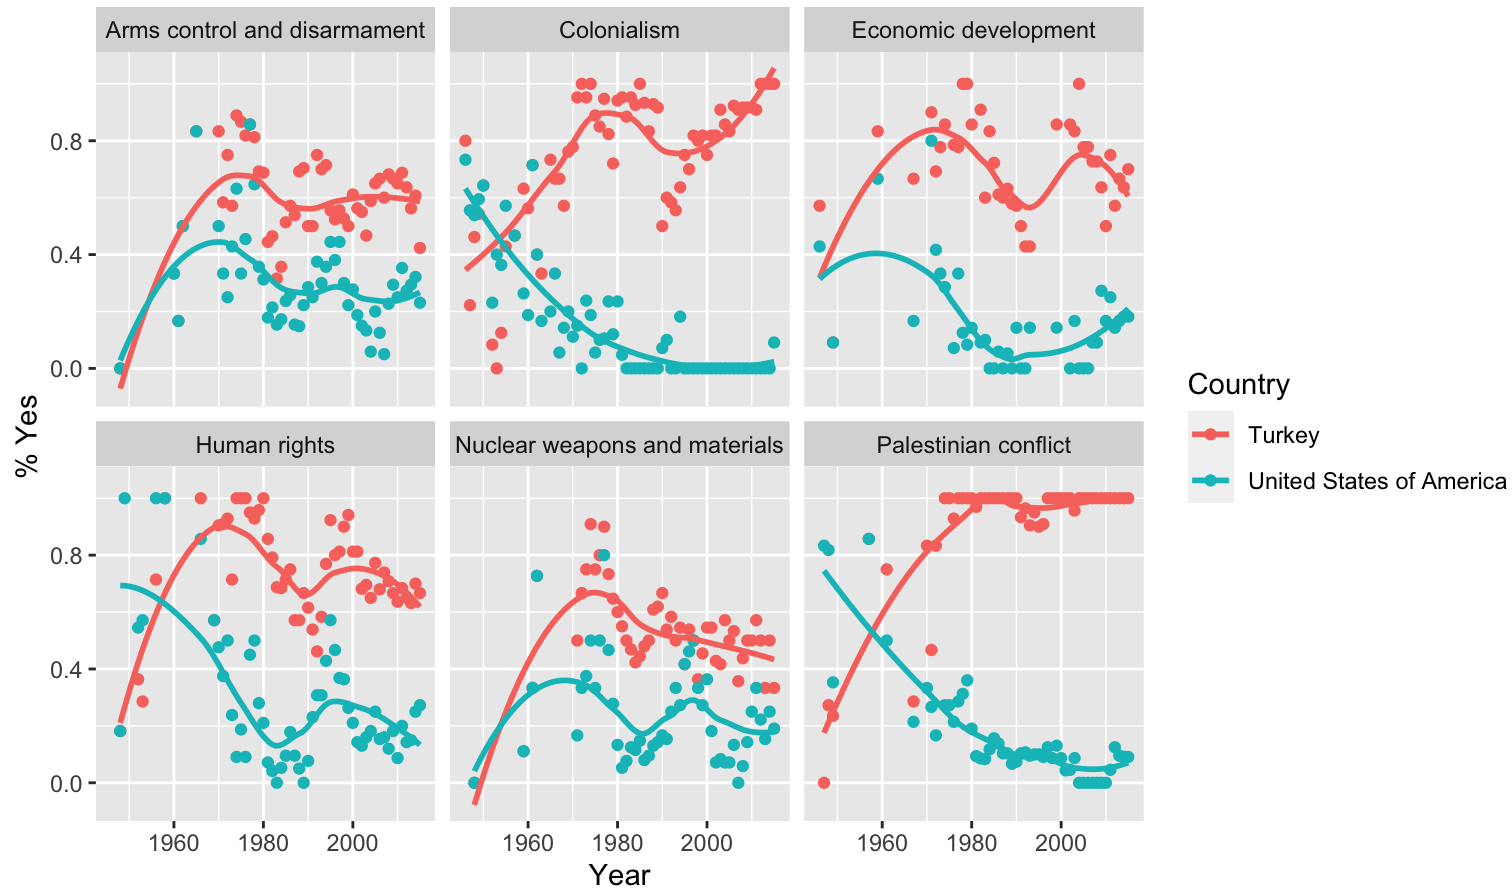 Arms control and disarmament
Colonialism
Economic development
0.8
0.4
0.0
Human rights
Nuclear weapons and materials
Palestinian conflict
0.8
0.4
0.0
1960
1980
2000
1960
1980
2000
1960
1980
2000
% Yes
Year
Country
Turkey
United States of America